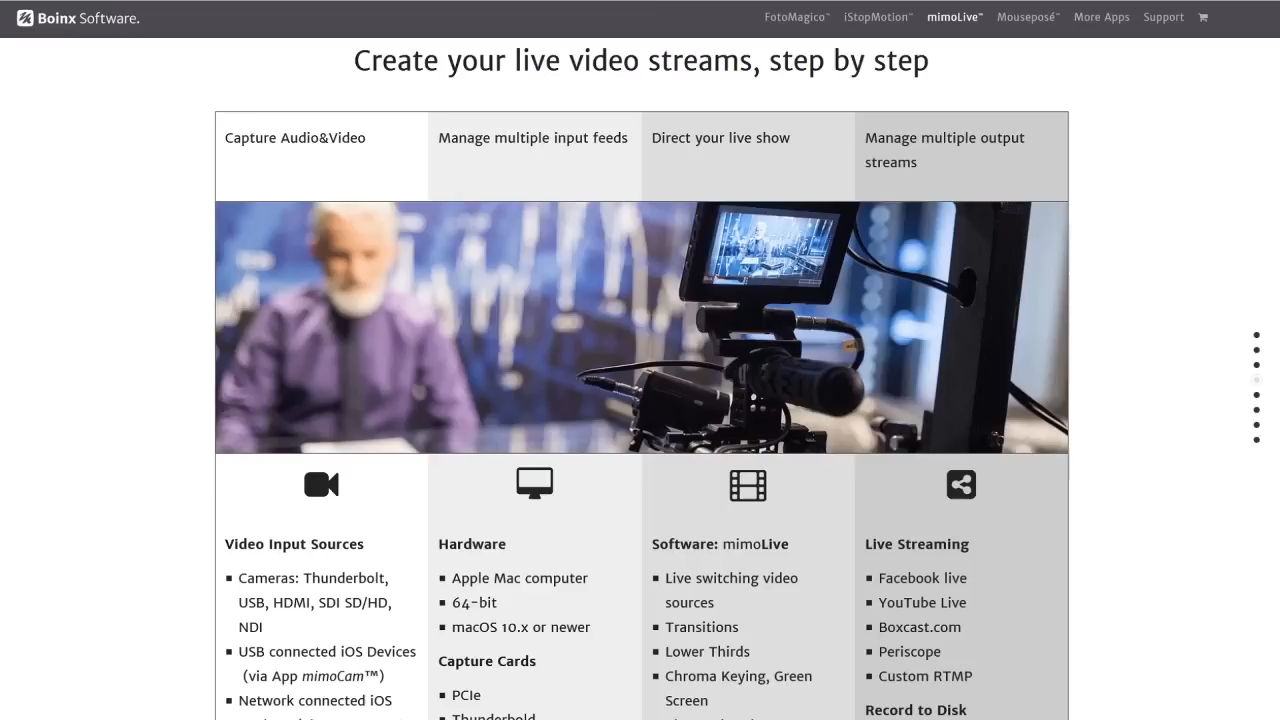 Boinx Software.
FotoMagico™ iStopMotion™ mimoLive™ Mouseposé™ More Apps Support
Create your live video streams, step by step
Capture Audio&Video
Manage multiple input feeds
Direct your live show
Manage multiple output
streams
Video Input Sources
Cameras: Thunderbolt,
USB, HDMI, SDI SD/HD,
NDI
USB connected iOS Devices
(via App mimoCam™)
Network connected iOS
Hardware
Apple Mac computer
64-bit
macOS 10.x or newer
Capture Cards
PCIe
Thunderbold
Software: mimoLive
Live switching video
sources
Transitions
Lower Thirds
Chroma Keying, Green
Screen
Live Streaming
Facebook live
YouTube Live
Boxcast.com
Periscope
Custom RTMP
Record to Disk